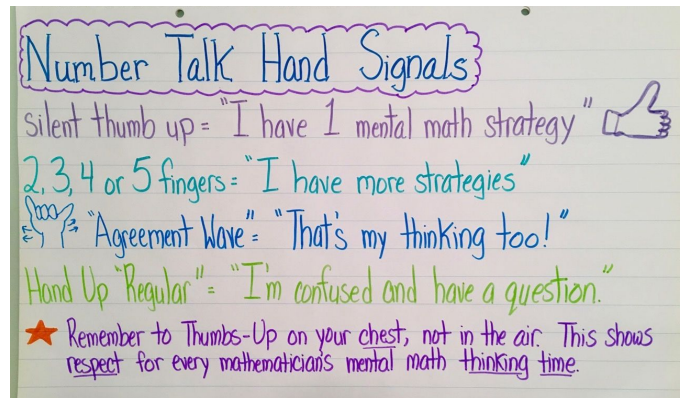 Number Talk Hand Signals
Silent thumb up = "I have 1 mental math strategy"
2, 3, 4 or 5 fingers = "I have more strategies"
"Agreement Wave" = "That's my thinking too!"
Hand Up "Regular" = "I'm confused and have a question."
Remember to Thumbs-Up on your chest, not in the air. This shows
respect for every mathematician's mental math thinking time.